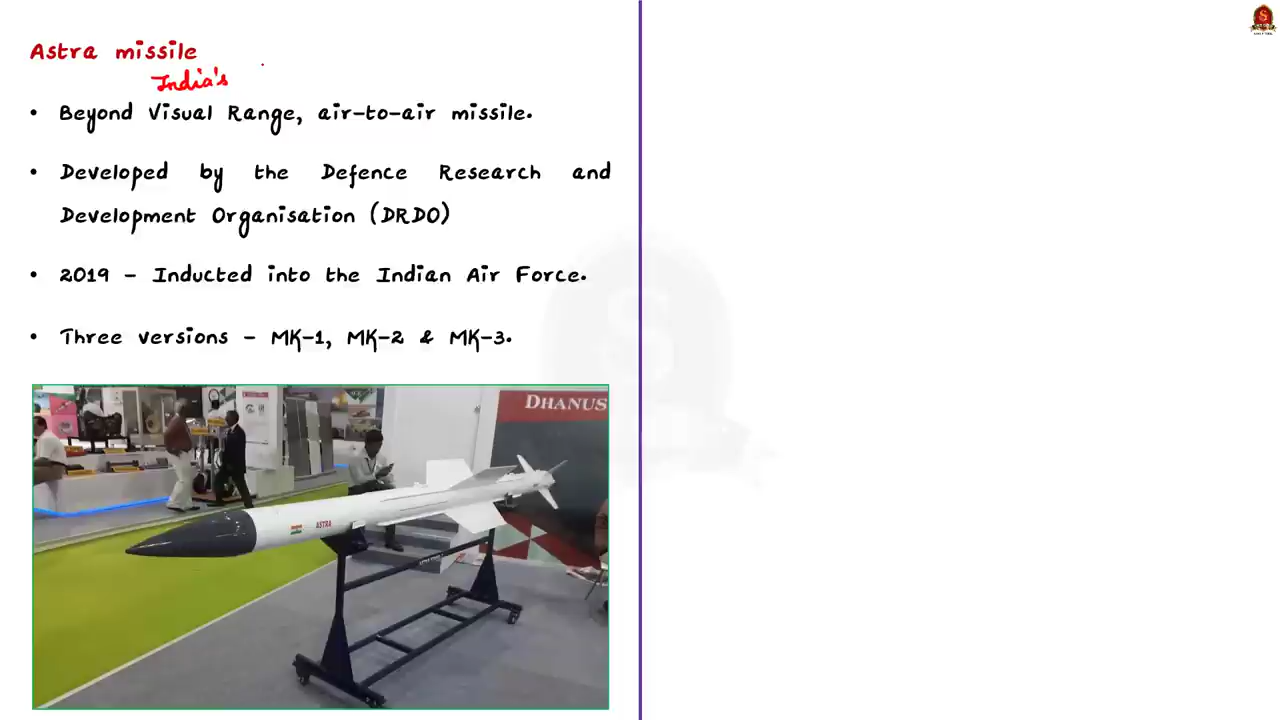 Astra missile
India's
• Beyond Visual Range, air-to-air missile.
• Developed by the Defence Research and
Development Organisation (DRDO)
• 2019 - Inducted into the Indian Air Force.
• Three versions - MK-1, MK-2 & MK-3.
DHANUS
ASTRA